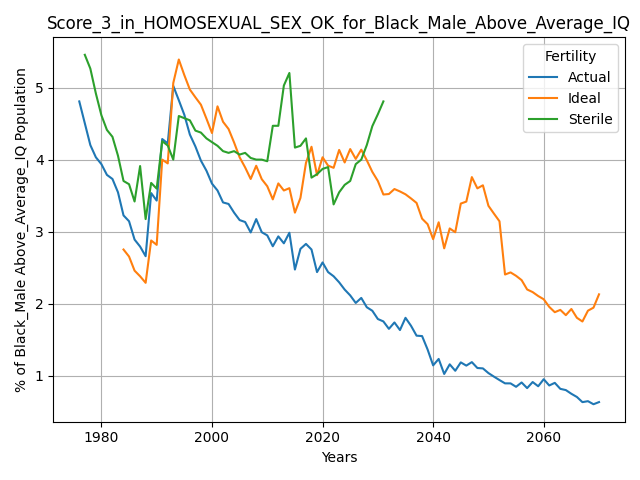 Score_3_in_HOMOSEXUAL_SEX_OK_for_Black_Male_Above_Average_IQ
% of Black_Male Above_Average_IQ Population
5
4
3
2
1
Fertility
Actual
Ideal
Sterile
1980 2000 2020 2040 2060
Years